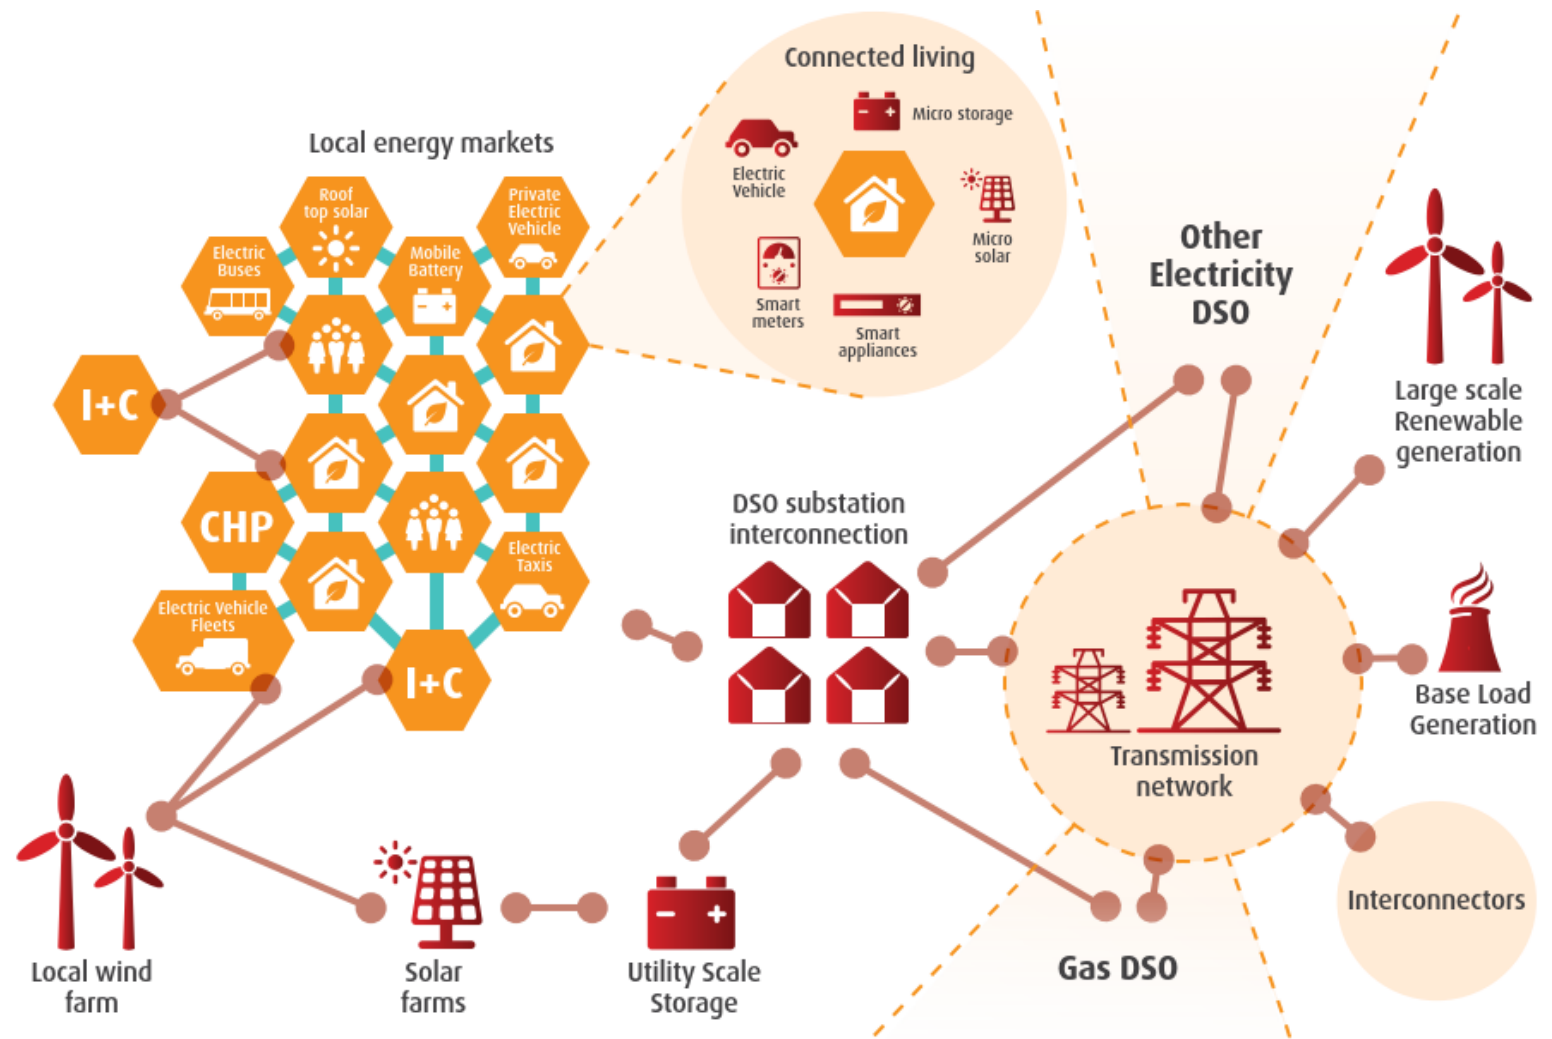 Connected living
Micro storage
Electric
Vehicle
Micro
solar
Smart
meters
Smart
appliances
Local energy markets
Roof
top solar
Private
Electric
Vehicle
Electric
Buses
Mobile
Battery
I+C
CHP
Electric
Taxis
Electric Vehicle
Fleets
I+C
Other
Electricity
DSO
Large scale
Renewable
generation
DSO substation
interconnection
Base Load
Generation
Transmission
network
Interconnectors
Gas DSO
Local wind
farm
Solar
farms
Utility Scale
Storage